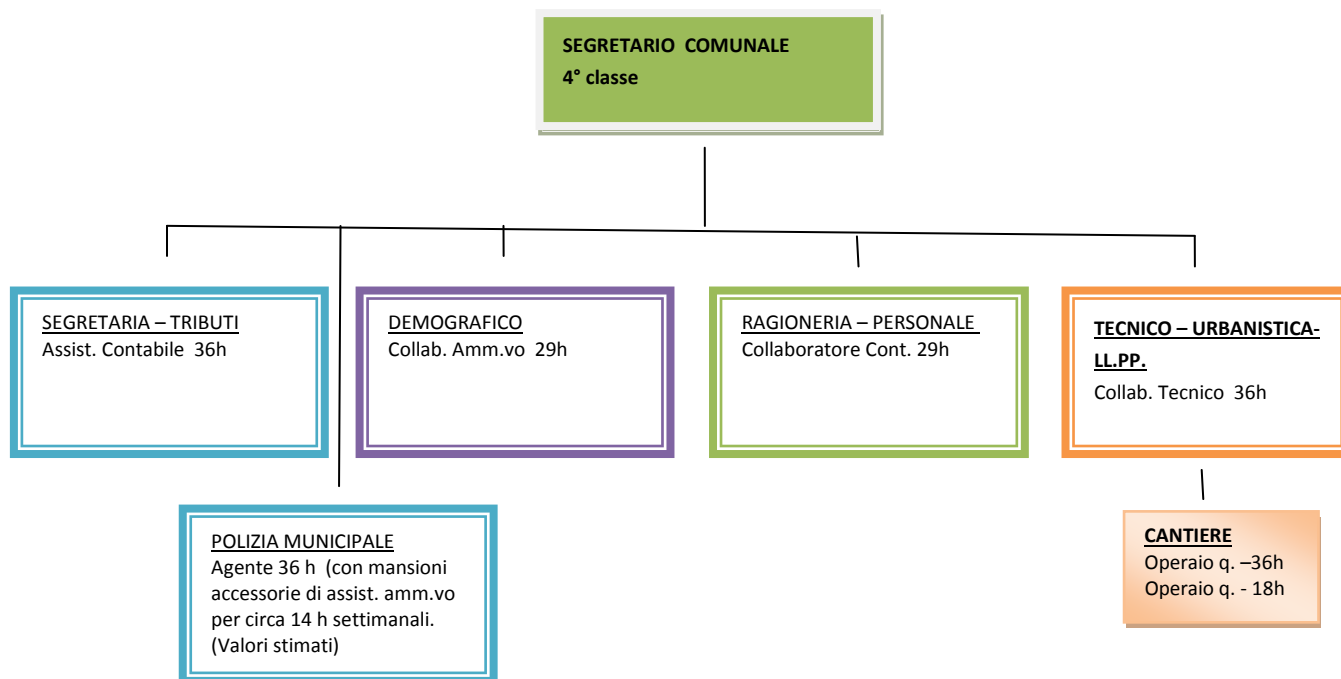 SEGRETARIO COMUNALE
4° classe
SEGRETARIA – TRIBUTI
Assist. Contabile 36h
DEMOGRAFICO
Collab. Amm.vo 29h
RAGIONERIA – PERSONALE
Collaboratore Cont. 29h
TECNICO – URBANISTICA-
LL.PP.
Collab. Tecnico 36h
POLIZIA MUNICIPALE
Agente 36 h (con mansioni
accessorie di assist. amm.vo
per circa 14 h settimanali.
(Valori stimati)
CANTIERE
Operaio q. –36h
Operaio q. - 18h